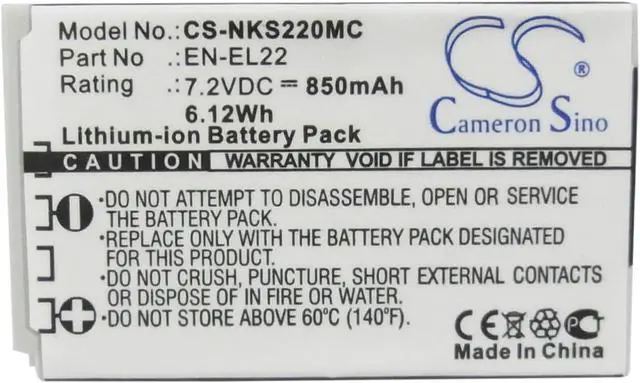 Model No.: CS-NKS220MC
Part No : EN-EL22
Rating : 7.2VDC ⎓ 850mAh
6.12Wh
Lithium-ion Battery Pack
CS
®
Cameron Sino
CAUTION WARRANTY VOID IF LABEL IS REMOVED
•DO NOT ATTEMPT TO DISASSEMBLE, OPEN OR SERVICE
THE BATTERY PACK.
•REPLACE WITH THE BATTERY PACK DESIGNATED FOR
THIS PRODUCT.
•DO NOT CRUSH, PUNCTURE, SHORT EXTERNAL CONTACTS
OR DISPOSE OF IN FIRE OR WATER.
•DO NOT STORE ABOVE 60°C (140°F).
CE PCT
Made In China